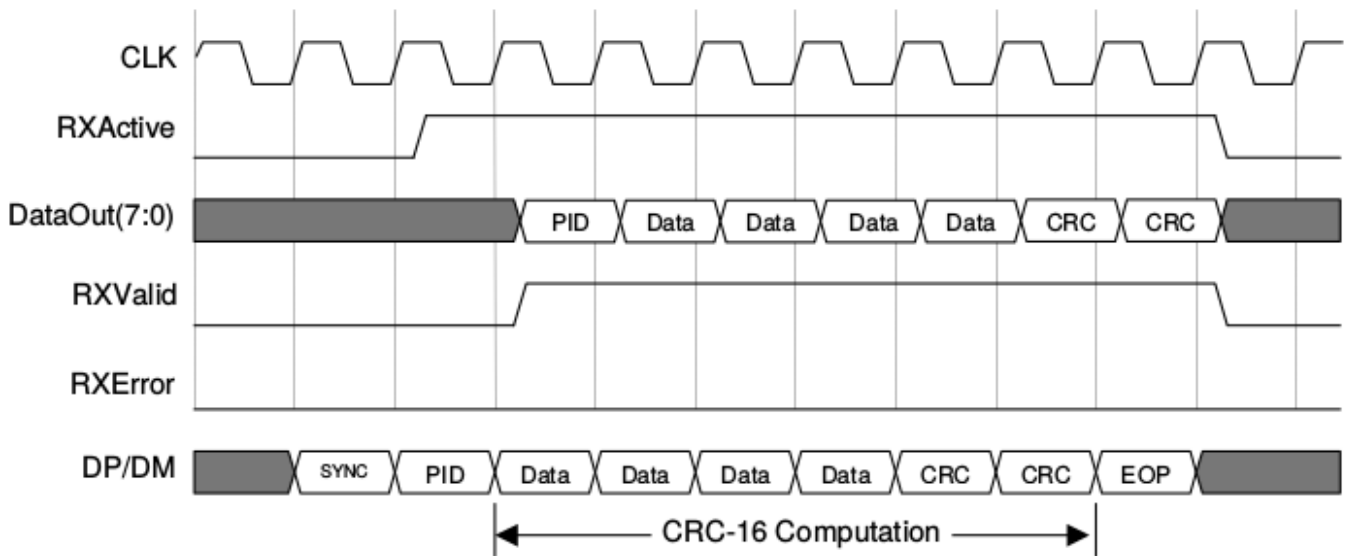 CLK
RXActive
DataOut(7:0) PID Data Data Data Data CRC CRC
RXValid
RXError
DP/DM SYNC PID Data Data Data Data CRC CRC EOP
CRC-16 Computation